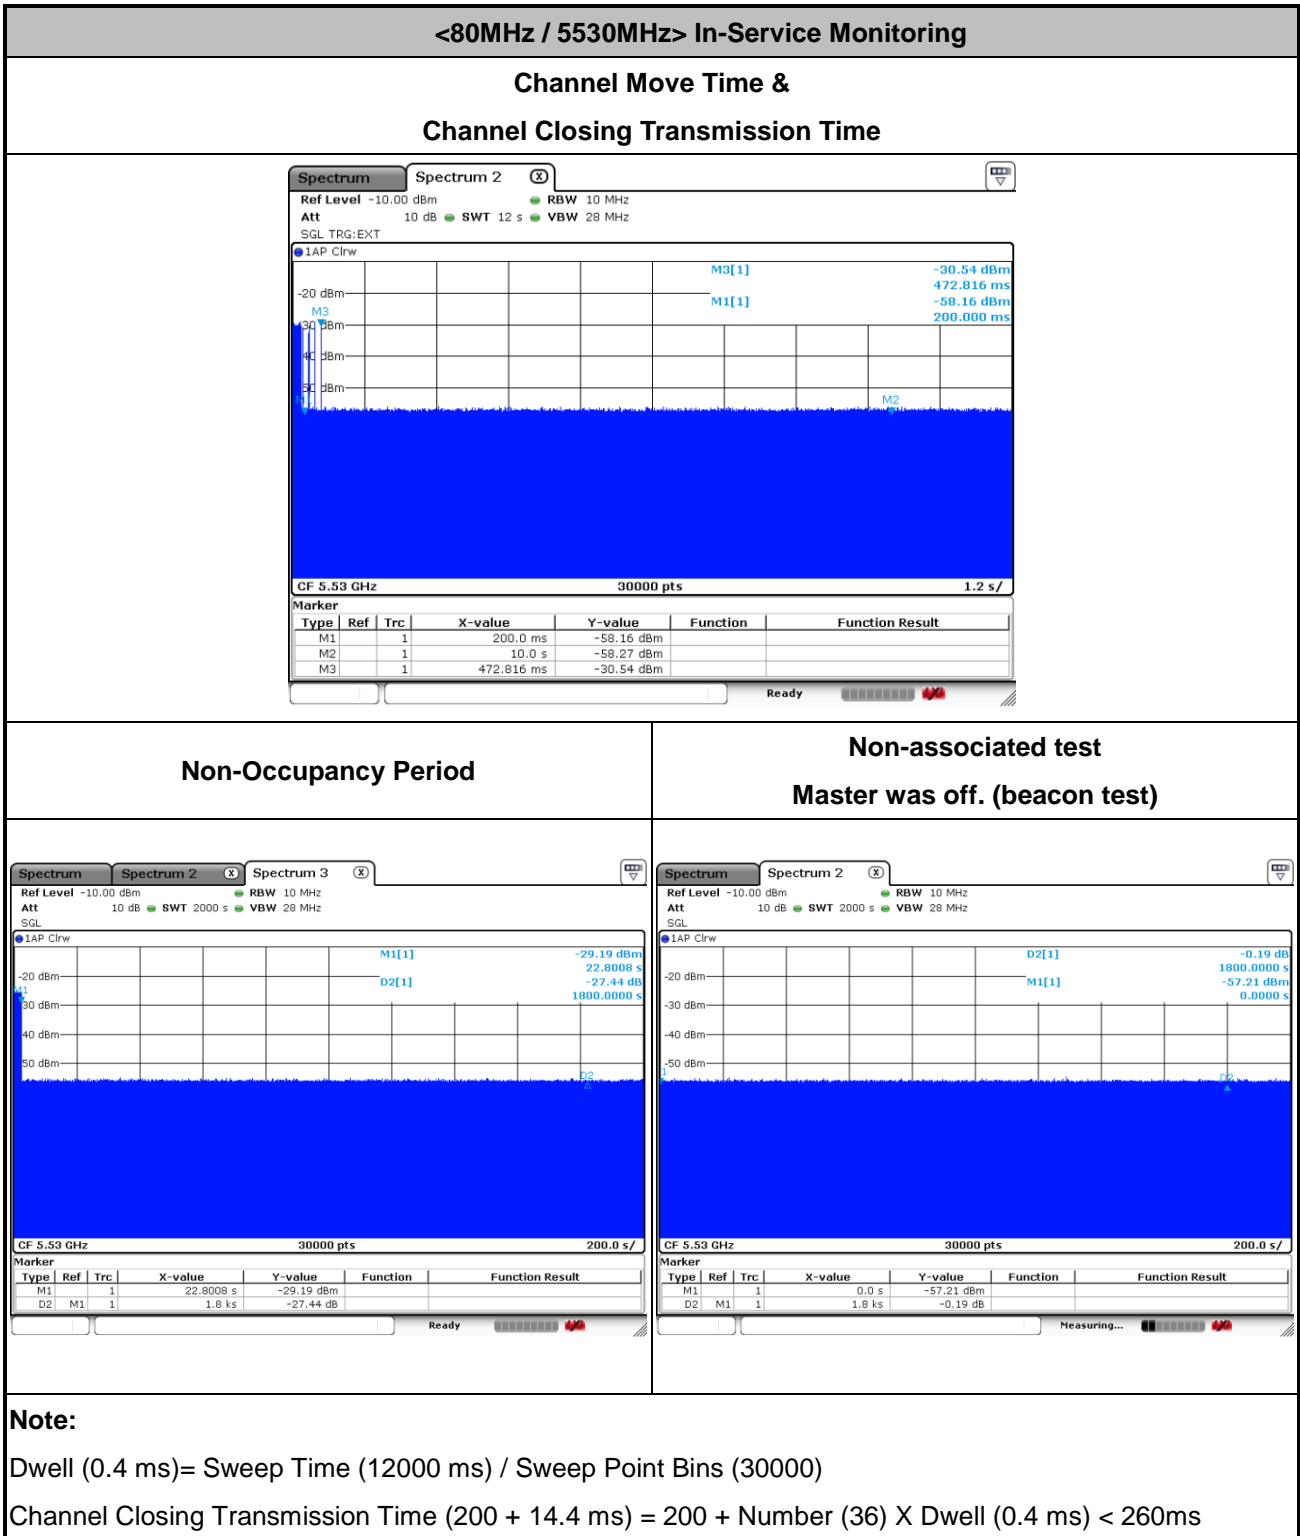 <80MHz / 5530MHz> In-Service Monitoring
Channel Move Time &
Channel Closing Transmission Time
Spectrum Spectrum 2 X
Ref Level -10.00 dBm RBW 10 MHz
Att 10 dB SWT 12 s VBW 28 MHz
SGL TRG:EXT
1AP Clrw
M3[1] -30.54 dBm
472.816 ms
-20 dBm
M1[1] -58.16 dBm
200.000 ms
M3
-30 dBm
-40 dBm
-50 dBm
M2
CF 5.53 GHz 30000 pts 1.2 s/
Marker
Type Ref Trc X-value Y-value Function Function Result
M1 1 200.0 ms -58.16 dBm
M2 1 10.0 s -58.27 dBm
M3 1 472.816 ms -30.54 dBm
Ready
Non-Occupancy Period
Non-associated test
Master was off. (beacon test)
Spectrum Spectrum 2 X Spectrum 3 X
Ref Level -10.00 dBm RBW 10 MHz
Att 10 dB SWT 2000 s VBW 28 MHz
SGL
1AP Clrw
M1[1] -29.19 dBm
22.8008 s
-20 dBm
D2[1] -27.44 dB
1800.0000 s
M1
-30 dBm
-40 dBm
-50 dBm
D2
CF 5.53 GHz 30000 pts 200.0 s/
Marker
Type Ref Trc X-value Y-value Function Function Result
M1 1 22.8008 s -29.19 dBm
D2 M1 1 1.8 ks -27.44 dB
Ready
Spectrum Spectrum 2 X
Ref Level -10.00 dBm RBW 10 MHz
Att 10 dB SWT 2000 s VBW 28 MHz
SGL
1AP Clrw
D2[1] -0.19 dB
1800.0000 s
-20 dBm
M1[1] -57.21 dBm
0.0000 s
-30 dBm
-40 dBm
-50 dBm
D2
CF 5.53 GHz 30000 pts 200.0 s/
Marker
Type Ref Trc X-value Y-value Function Function Result
M1 1 0.0 s -57.21 dBm
D2 M1 1 1.8 ks -0.19 dB
Measuring...
Note:
Dwell (0.4 ms)= Sweep Time (12000 ms) / Sweep Point Bins (30000)
Channel Closing Transmission Time (200 + 14.4 ms) = 200 + Number (36) X Dwell (0.4 ms) < 260ms